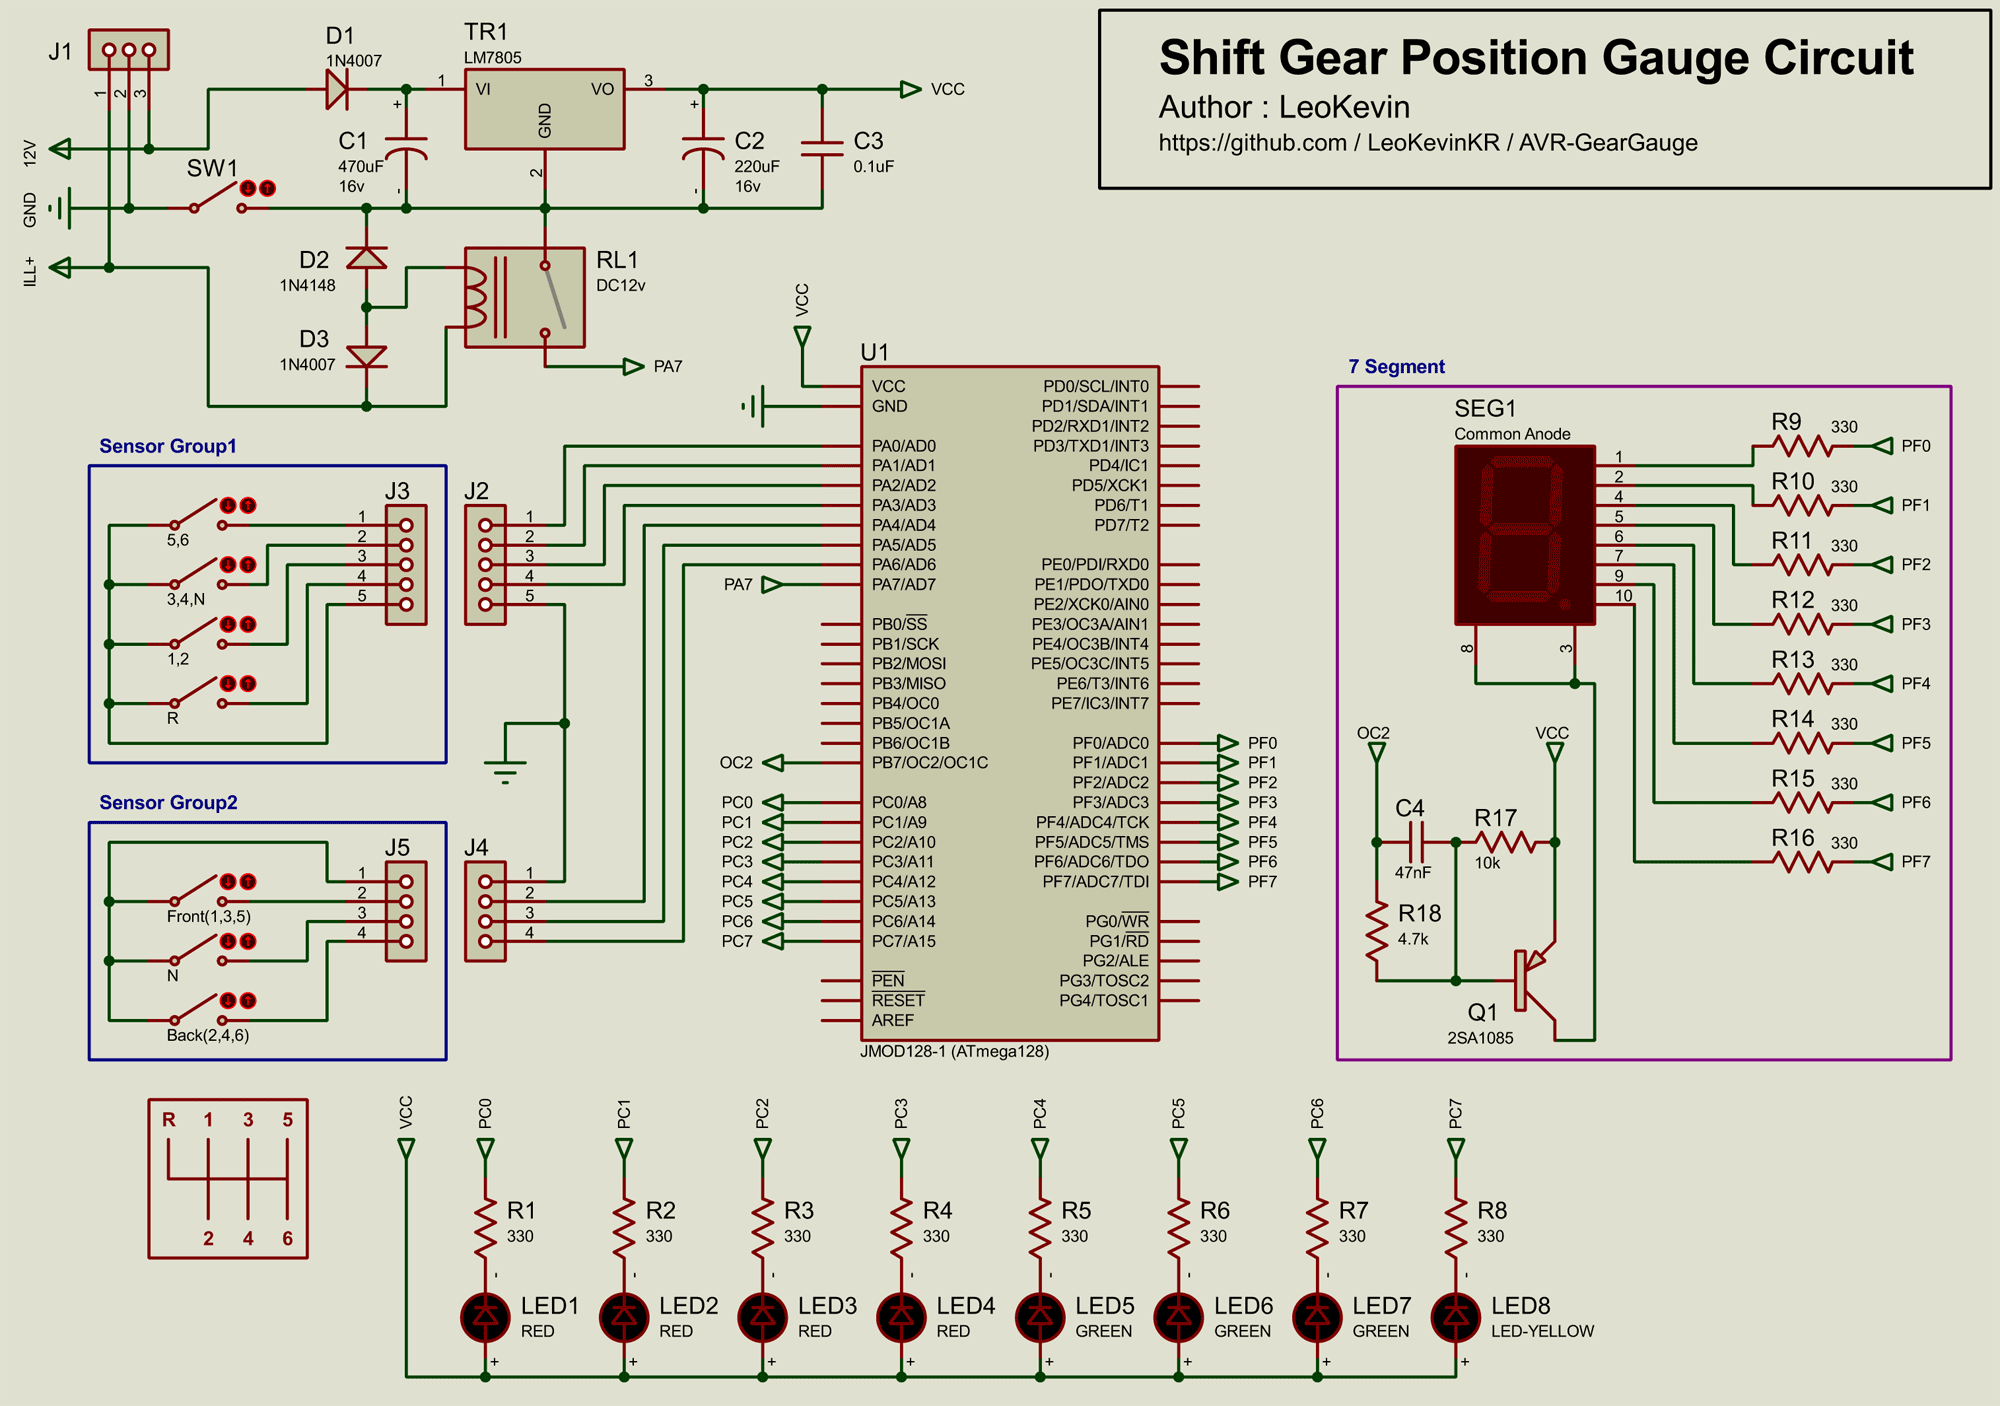 Shift Gear Position Gauge Circuit
Author : LeoKevin
https://github.com / LeoKevinKR / AVR-GearGauge
J1
1
2
3
12V
GND
ILL+
SW1
D1
1N4007
TR1
LM7805
1
VI
VO
3
GND
2
VCC
+
C1
470uF
16v
-
+
C2
220uF
16v
-
C3
0.1uF
D2
1N4148
D3
1N4007
RL1
DC12v
PA7
Sensor Group1
5,6
3,4,N
1,2
R
J3
1
2
3
4
5
J2
1
2
3
4
5
Sensor Group2
Front(1,3,5)
N
Back(2,4,6)
J5
1
2
3
4
J4
1
2
3
4
VCC
U1
VCC
GND
PA0/AD0
PA1/AD1
PA2/AD2
PA3/AD3
PA4/AD4
PA5/AD5
PA6/AD6
PA7
PA7/AD7
PB0/SS
PB1/SCK
PB2/MOSI
PB3/MISO
PB4/OC0
PB5/OC1A
PB6/OC1B
OC2
PB7/OC2/OC1C
PC0
PC0/A8
PC1
PC1/A9
PC2
PC2/A10
PC3
PC3/A11
PC4
PC4/A12
PC5
PC5/A13
PC6
PC6/A14
PC7
PC7/A15
PEN
RESET
AREF
PD0/SCL/INT0
PD1/SDA/INT1
PD2/RXD1/INT2
PD3/TXD1/INT3
PD4/IC1
PD5/XCK1
PD6/T1
PD7/T2
PE0/PDI/RXD0
PE1/PDO/TXD0
PE2/XCK0/AIN0
PE3/OC3A/AIN1
PE4/OC3B/INT4
PE5/OC3C/INT5
PE6/T3/INT6
PE7/IC3/INT7
PF0/ADC0
PF0
PF1/ADC1
PF1
PF2/ADC2
PF2
PF3/ADC3
PF3
PF4/ADC4/TCK
PF4
PF5/ADC5/TMS
PF5
PF6/ADC6/TDO
PF6
PF7/ADC7/TDI
PF7
PG0/WR
PG1/RD
PG2/ALE
PG3/TOSC2
PG4/TOSC1
JMOD128-1 (ATmega128)
7 Segment
SEG1
Common Anode
1
2
4
5
6
7
9
10
8
3
R9 330 PF0
R10 330 PF1
R11 330 PF2
R12 330 PF3
R13 330 PF4
R14 330 PF5
R15 330 PF6
R16 330 PF7
OC2
VCC
C4
47nF
R17
10k
R18
4.7k
Q1
2SA1085
R 1 3 5
2 4 6
VCC
PC0
PC1
PC2
PC3
PC4
PC5
PC6
PC7
R1
330
R2
330
R3
330
R4
330
R5
330
R6
330
R7
330
R8
330
- - - - - - - -
LED1
RED
LED2
RED
LED3
RED
LED4
RED
LED5
GREEN
LED6
GREEN
LED7
GREEN
LED8
LED-YELLOW
+ + + + + + + +